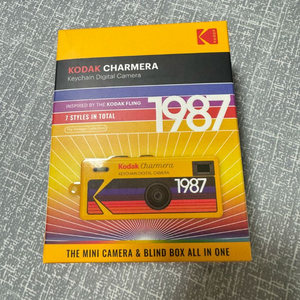 Kodak
KODAK CHARMERA
Keychain Digital Camera
INSPIRED BY THE KODAK FLING
7 STYLES IN TOTAL
1987
Kodak Charmera
KEYCHAIN DIGITAL CAMERA
1987
THE MINI CAMERA & BLIND BOX ALL IN ONE